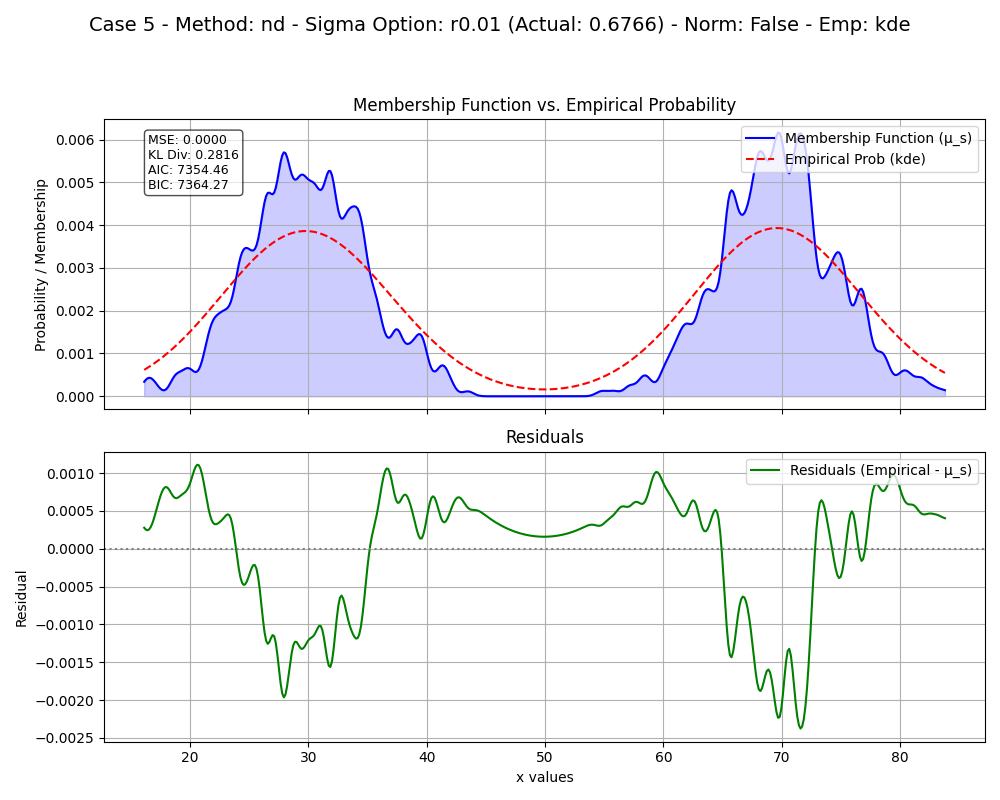 Case 5 - Method: nd - Sigma Option: r0.01 (Actual: 0.6766) - Norm: False - Emp: kde
Membership Function vs. Empirical Probability
MSE: 0.0000
KL Div: 0.2816
AIC: 7354.46
BIC: 7364.27
Membership Function (μ_s)
Empirical Prob (kde)
Probability / Membership
0.006
0.005
0.004
0.003
0.002
0.001
0.000
Residuals
Residuals (Empirical - μ_s)
Residual
0.0010
0.0005
0.0000
−0.0005
−0.0010
−0.0015
−0.0020
−0.0025
20 30 40 50 60 70 80
x values